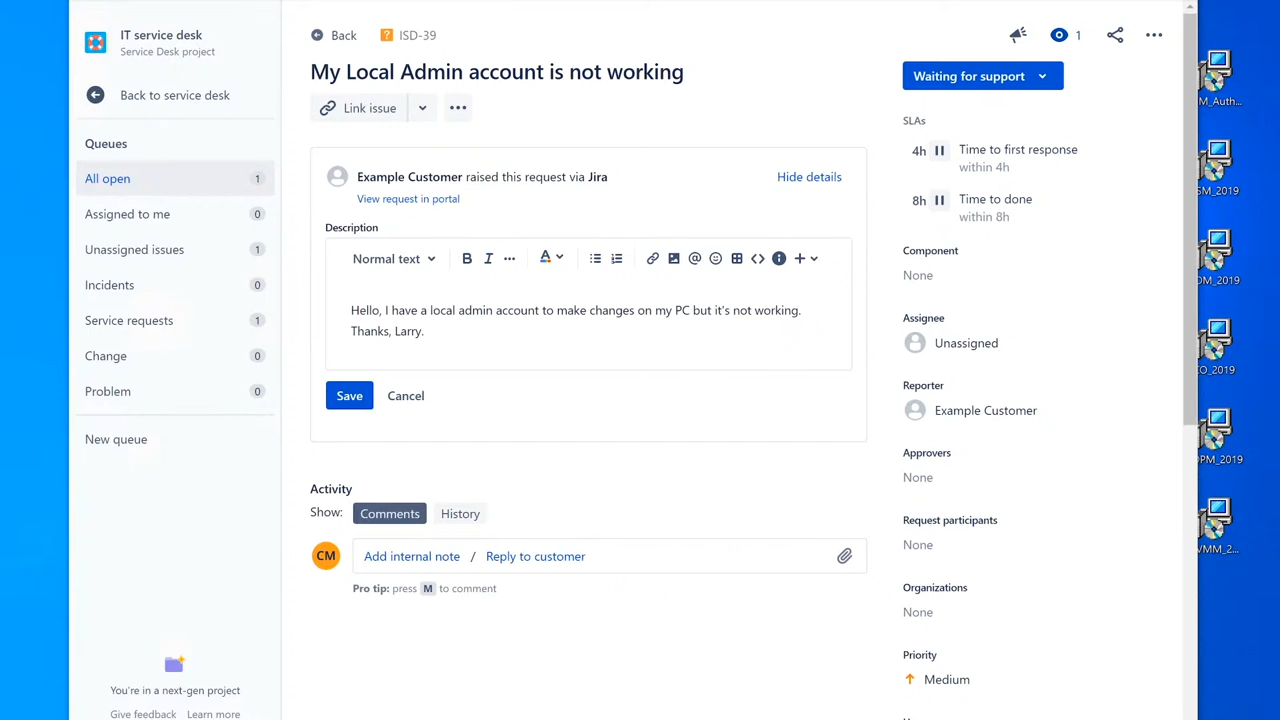 IT service desk
Service Desk project
Back to service desk
Queues
All open 1
Assigned to me 0
Unassigned issues 1
Incidents 0
Service requests 1
Change 0
Problem 0
New queue
You're in a next-gen project
Give feedback Learn more
Back ISD-39
My Local Admin account is not working
Link issue
Example Customer raised this request via Jira Hide details
View request in portal
Description
Normal text B I A
Hello, I have a local admin account to make changes on my PC but it's not working.
Thanks, Larry.
Save Cancel
Activity
Show: Comments History
CM Add internal note / Reply to customer
Pro tip: press M to comment
1
Waiting for support
SLAs
4h Time to first response
within 4h
8h Time to done
within 8h
Component
None
Assignee
Unassigned
Reporter
Example Customer
Approvers
None
Request participants
None
Organizations
None
Priority
Medium
M_Auth...
SM_2019
OM_2019
CO_2019
DPM_2019
VMM_2...